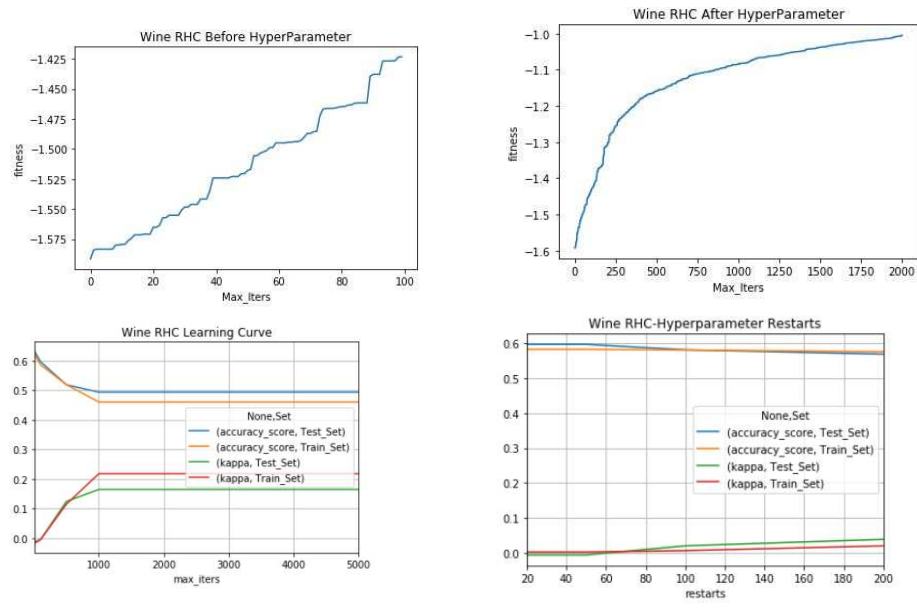 Wine RHC Before HyperParameter
−1.425
−1.450
−1.475
−1.500
−1.525
−1.550
−1.575
fitness
0 20 40 60 80 100
Max_Iters
Wine RHC After HyperParameter
−1.0
−1.1
−1.2
−1.3
−1.4
−1.5
−1.6
fitness
0 250 500 750 1000 1250 1500 1750 2000
Max_Iters
Wine RHC Learning Curve
0.6
0.5
0.4
0.3
0.2
0.1
0.0
None,Set
(accuracy_score, Test_Set)
(accuracy_score, Train_Set)
(kappa, Test_Set)
(kappa, Train_Set)
1000 2000 3000 4000 5000
max_iters
Wine RHC-Hyperparameter Restarts
0.6
0.5
0.4
0.3
0.2
0.1
0.0
None,Set
(accuracy_score, Test_Set)
(accuracy_score, Train_Set)
(kappa, Test_Set)
(kappa, Train_Set)
20 40 60 80 100 120 140 160 180 200
restarts